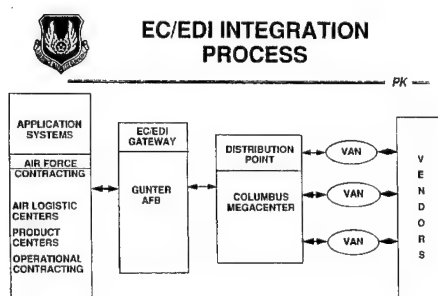 EC/EDI INTEGRATION
PROCESS
PK
APPLICATION
SYSTEMS
AIR FORCE
CONTRACTING
AIR LOGISTIC
CENTERS
PRODUCT
CENTERS
OPERATIONAL
CONTRACTING
EC/EDI
GATEWAY
GUNTER
AFB
DISTRIBUTION
POINT
COLUMBUS
MEGACENTER
VAN
VAN
VAN
V
E
N
D
O
R
S